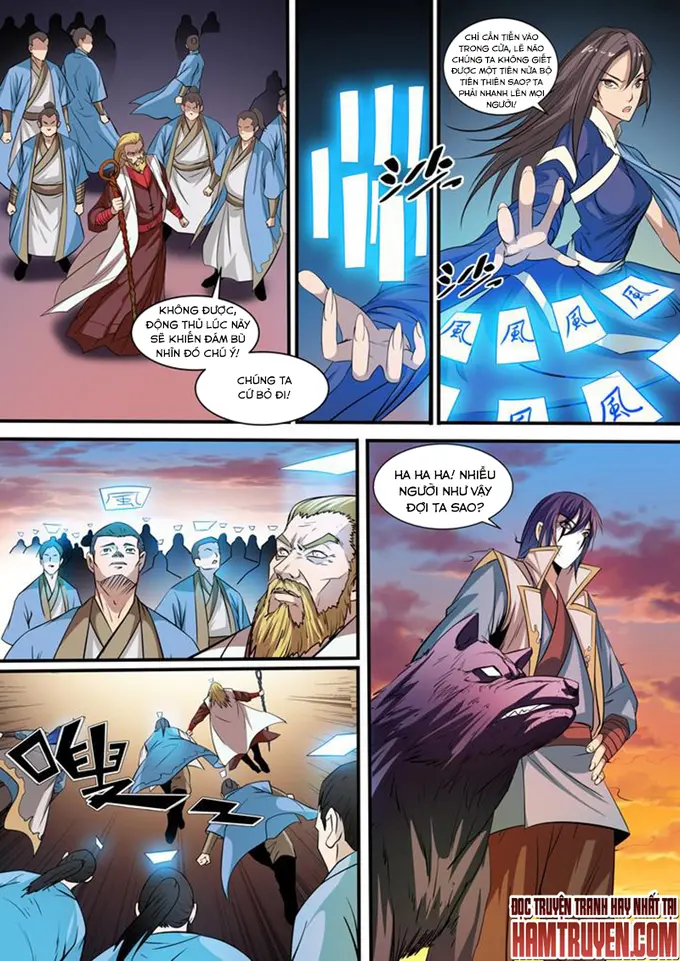 CHỈ CẦN TIẾN VÀO
TRONG CỬA, LẼ NÀO
CHÚNG TA KHÔNG GIẾT
ĐƯỢC MỘT TÊN NỬA BỘ
TIÊN THIÊN SAO? TA
PHẢI NHANH LÊN MỌI
NGƯỜI!
沙
沙
KHÔNG ĐƯỢC,
ĐỘNG THỦ LÚC NÀY
SẼ KHIẾN ĐÁM BÙ
NHÌN ĐÓ CHÚ Ý!
CHÚNG TA
CỨ BỎ ĐI!
風
風
風
風
風
風
HA HA HA! NHIỀU
NGƯỜI NHƯ VẬY
ĐỢI TA SAO?
ĐỌC TRUYỆN TRANH HAY NHẤT TẠI
HAMTRUYEN.COM